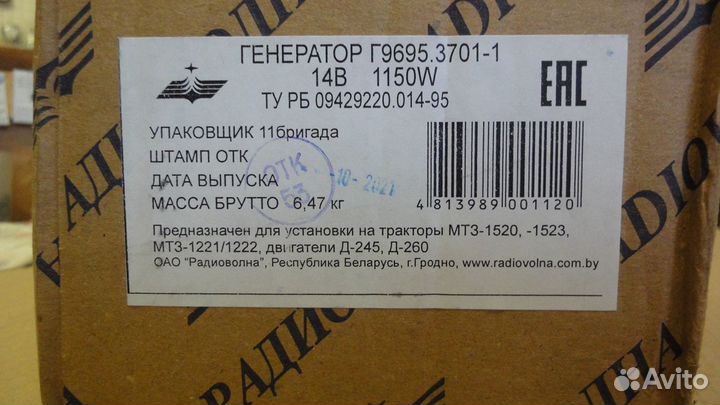 ГЕНЕРАТОР Г9695.3701-1
14В 1150W
ТУ РБ 09429220.014-95
EAC
УПАКОВЩИК 11бригада
ШТАМП ОТК
ОТК
53
ДАТА ВЫПУСКА -10- 2021
МАССА БРУТТО 6,47 кг
4 813989 001120
Предназначен для установки на тракторы МТЗ-1520, -1523,
МТЗ-1221/1222, двигатели Д-245, Д-260
ОАО "Радиоволна", Республика Беларусь, г.Гродно, www.radiovolna.com.by
Avito